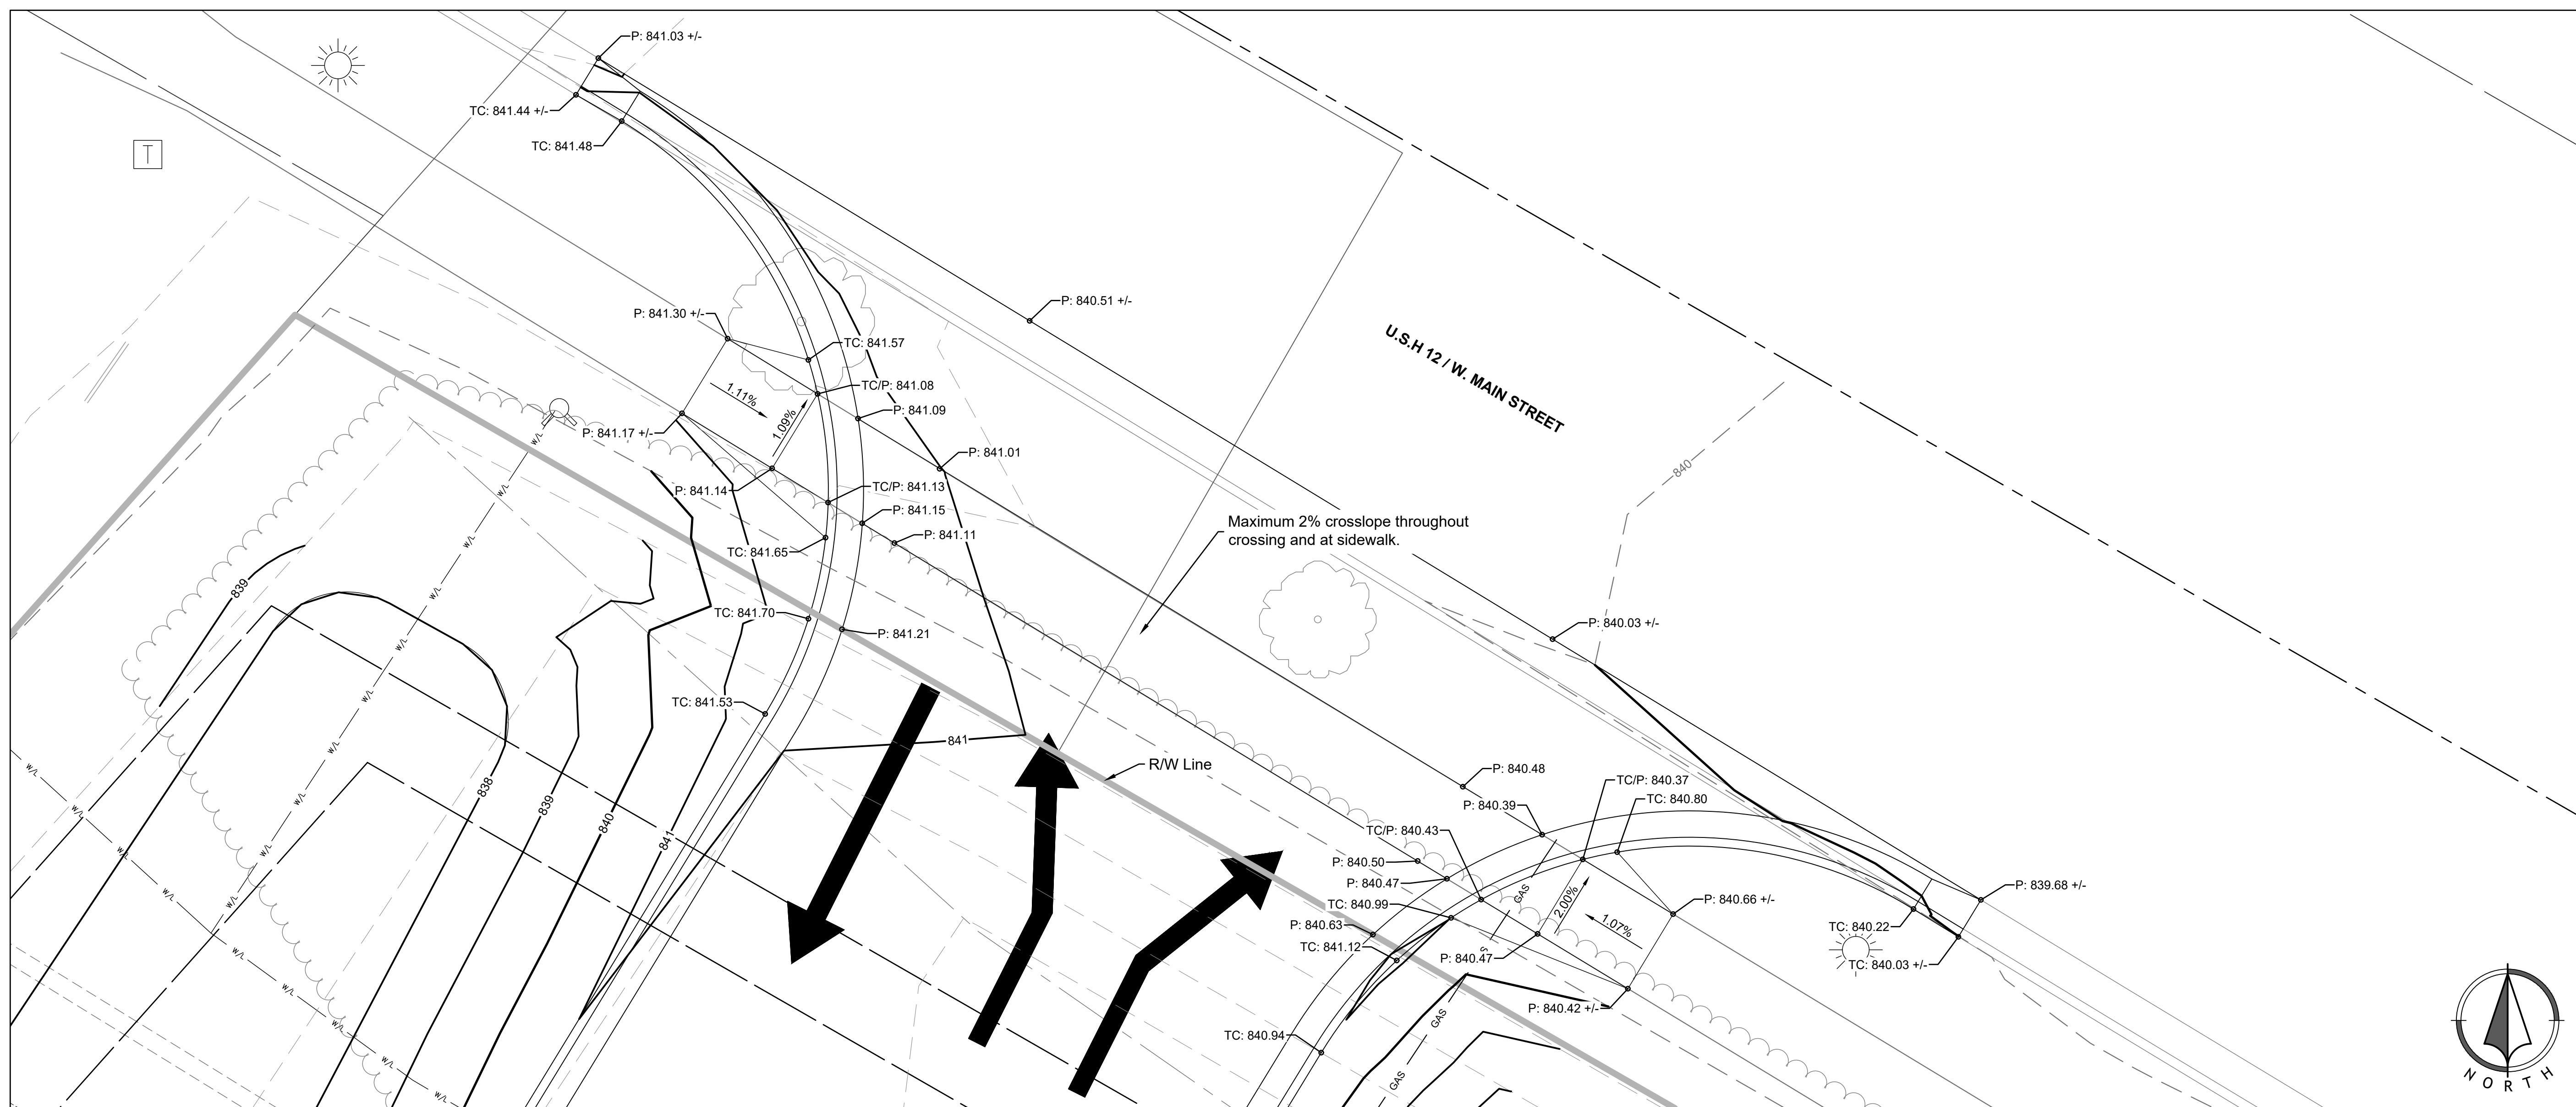 P: 841.03 +/-
TC: 841.44 +/-
TC: 841.48
T
P: 840.51 +/-
P: 841.30 +/-
TC: 841.57
U.S.H 12 / W. MAIN STREET
TC/P: 841.08
1.11%
P: 841.09
1.09%
P: 841.17 +/-
W/L
P: 841.01
840
P: 841.14
TC/P: 841.13
W/L
P: 841.15
Maximum 2% crosslope throughout
crossing and at sidewalk.
P: 841.11
W/L
TC: 841.65
839
W/L
TC: 841.70
P: 840.03 +/-
P: 841.21
W/L
W/L
TC: 841.53
841
W/L
R/W Line
W/L
P: 840.48
838
TC/P: 840.37
W/L
839
P: 840.39
TC: 840.80
W/L
840
841
TC/P: 840.43
W/L
W/L
P: 840.50
P: 840.47
P: 839.68 +/-
W/L
W/L
GAS
2.00%
TC: 840.99
P: 840.66 +/-
P: 840.63
1.07%
TC: 840.22
TC: 841.12
W/L
P: 840.47
TC: 840.03 +/-
W/L
P: 840.42 +/-
GAS
W/L
TC: 840.94
W/L
GAS
W/L
NORTH